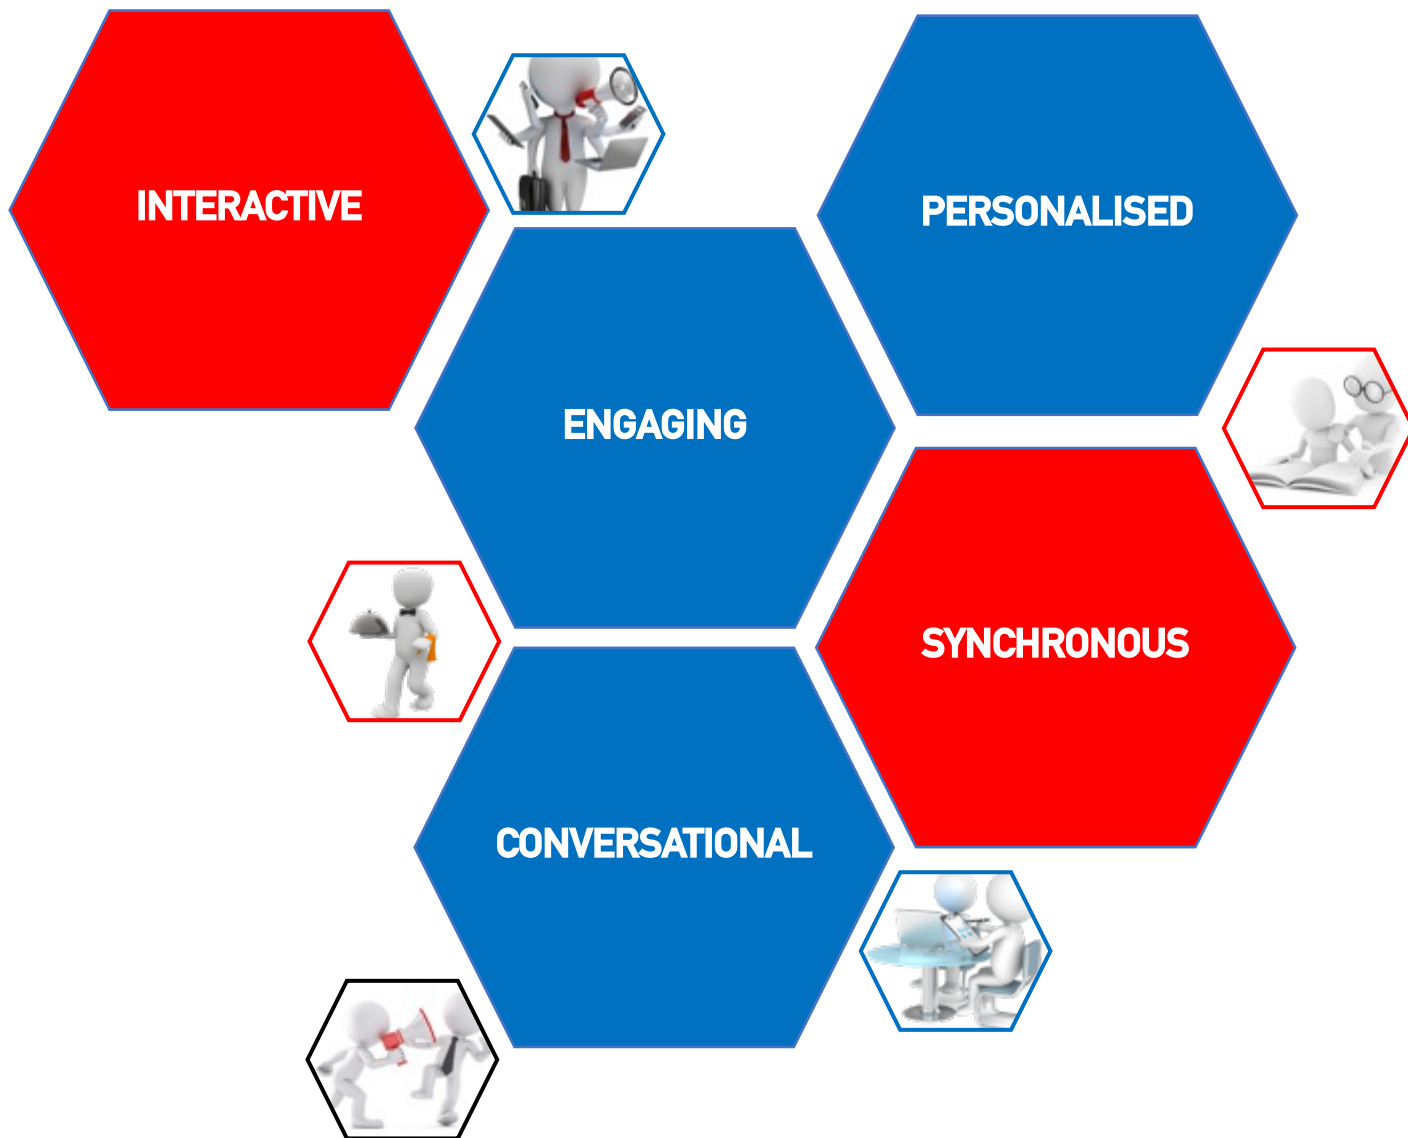 INTERACTIVE
PERSONALISED
ENGAGING
SYNCHRONOUS
CONVERSATIONAL